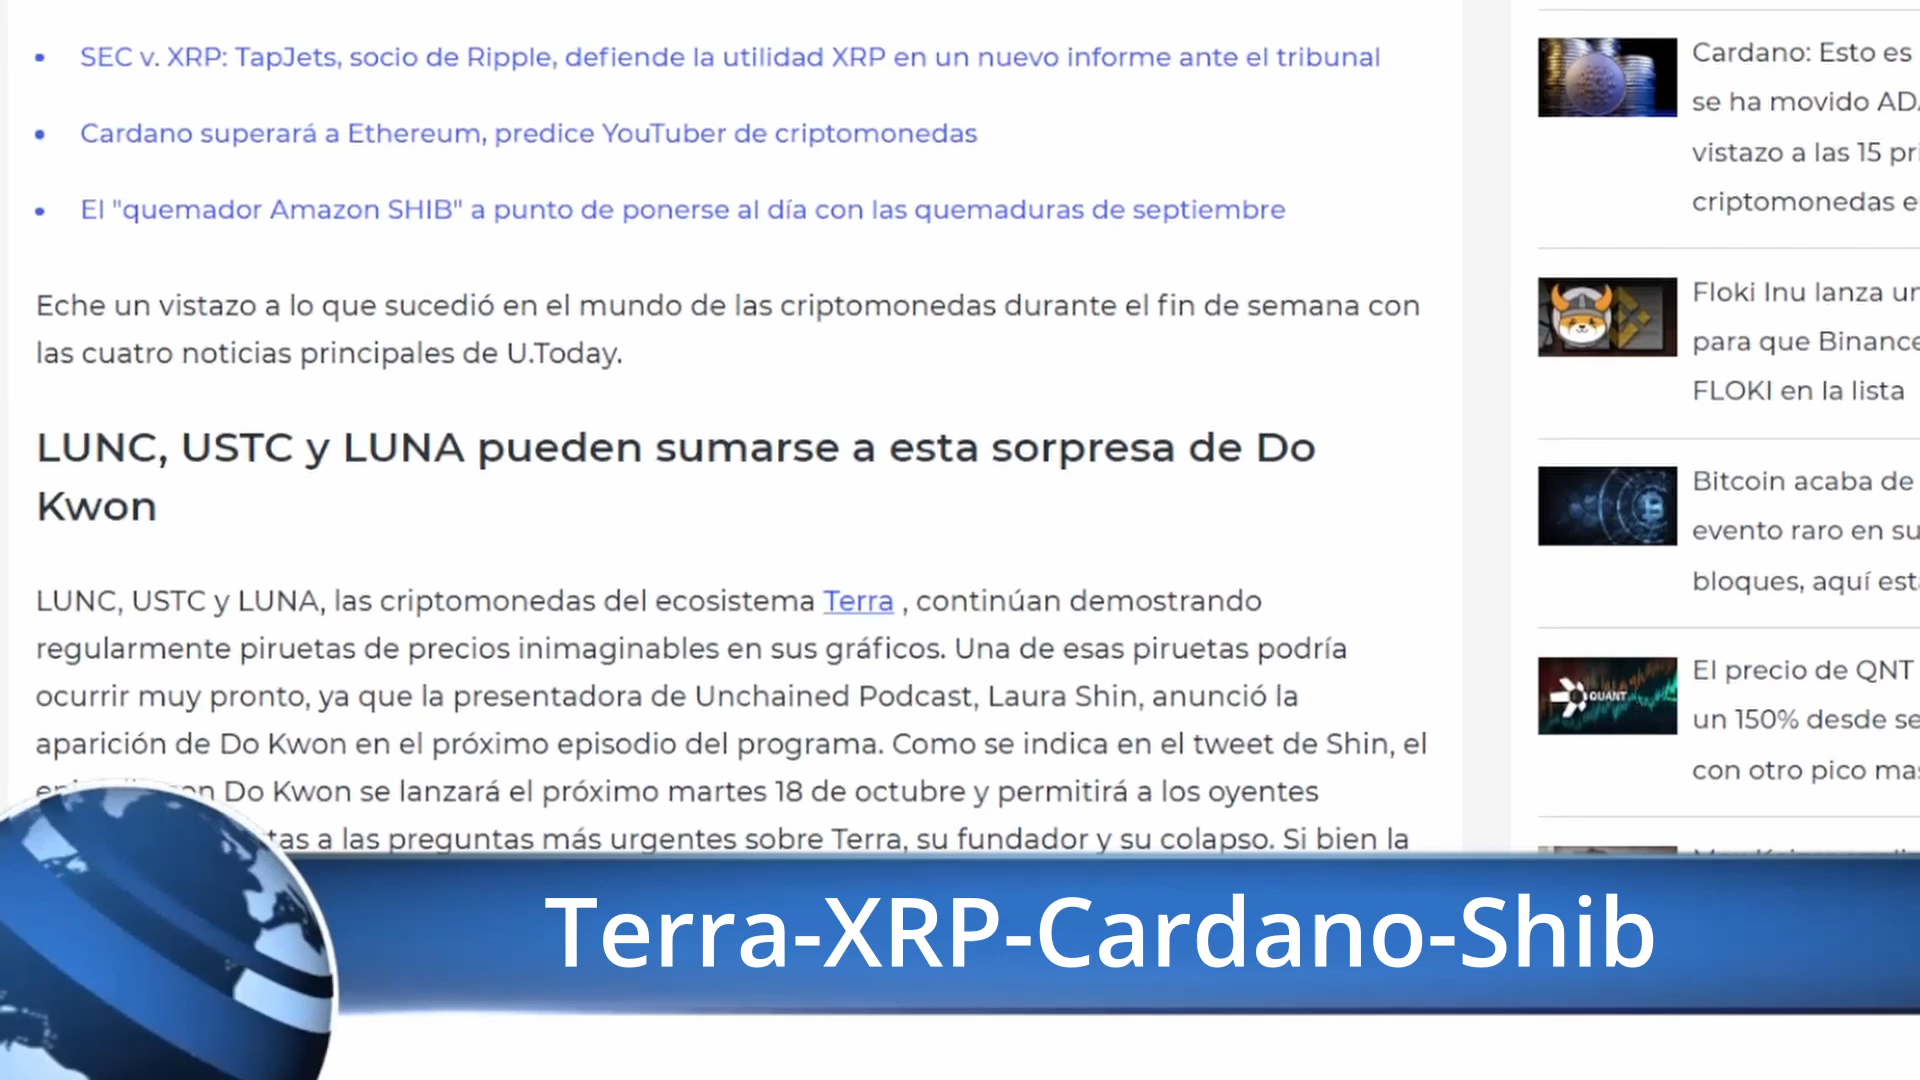 SEC v. XRP: TapJets, socio de Ripple, defiende la utilidad XRP en un nuevo informe ante el tribunal
Cardano superará a Ethereum, predice YouTuber de criptomonedas
El "quemador Amazon SHIB" a punto de ponerse al día con las quemaduras de septiembre
Eche un vistazo a lo que sucedió en el mundo de las criptomonedas durante el fin de semana con
las cuatro noticias principales de U.Today.
LUNC, USTC y LUNA pueden sumarse a esta sorpresa de Do
Kwon
LUNC, USTC y LUNA, las criptomonedas del ecosistema Terra , continúan demostrando
regularmente piruetas de precios inimaginables en sus gráficos. Una de esas piruetas podría
ocurrir muy pronto, ya que la presentadora de Unchained Podcast, Laura Shin, anunció la
aparición de Do Kwon en el próximo episodio del programa. Como se indica en el tweet de Shin, el
Do Kwon se lanzará el próximo martes 18 de octubre y permitirá a los oyentes
a las preguntas más urgentes sobre Terra, su fundador y su colapso. Si bien la
Cardano: Esto es
se ha movido ADA
vistazo a las 15 pri
criptomonedas e
Floki Inu lanza un
para que Binance
FLOKI en la lista
Bitcoin acaba de
evento raro en su
bloques, aquí está
El precio de QNT
un 150% desde se
con otro pico mas
QUANT
Terra-XRP-Cardano-Shib